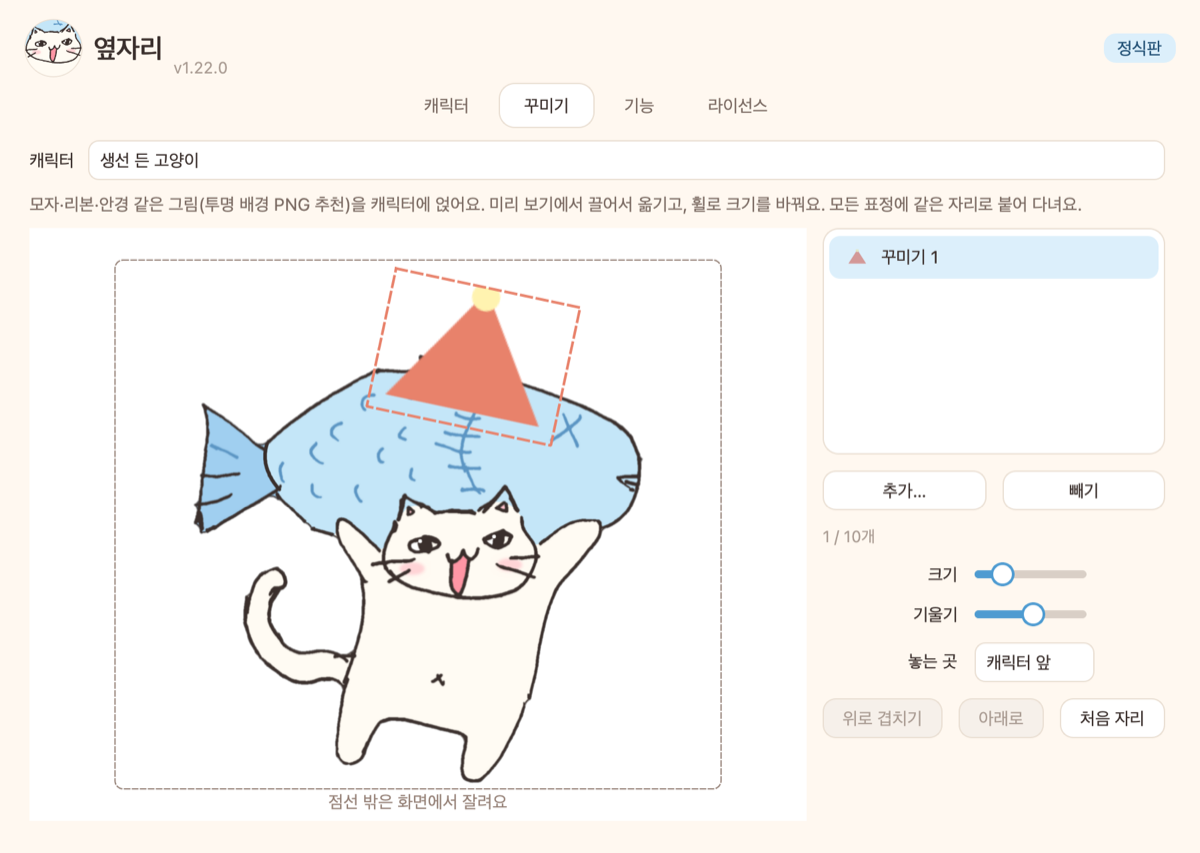 옆자리
v1.22.0
정식판
캐릭터
꾸미기
기능
라이선스
캐릭터
생선 든 고양이
모자·리본·안경 같은 그림(투명 배경 PNG 추천)을 캐릭터에 얹어요. 미리 보기에서 끌어서 옮기고, 휠로 크기를 바꿔요. 모든 표정에 같은 자리로 붙어 다녀요.
꾸미기 1
추가...
빼기
1 / 10개
크기
기울기
놓는 곳
캐릭터 앞
위로 겹치기
아래로
처음 자리
점선 밖은 화면에서 잘려요